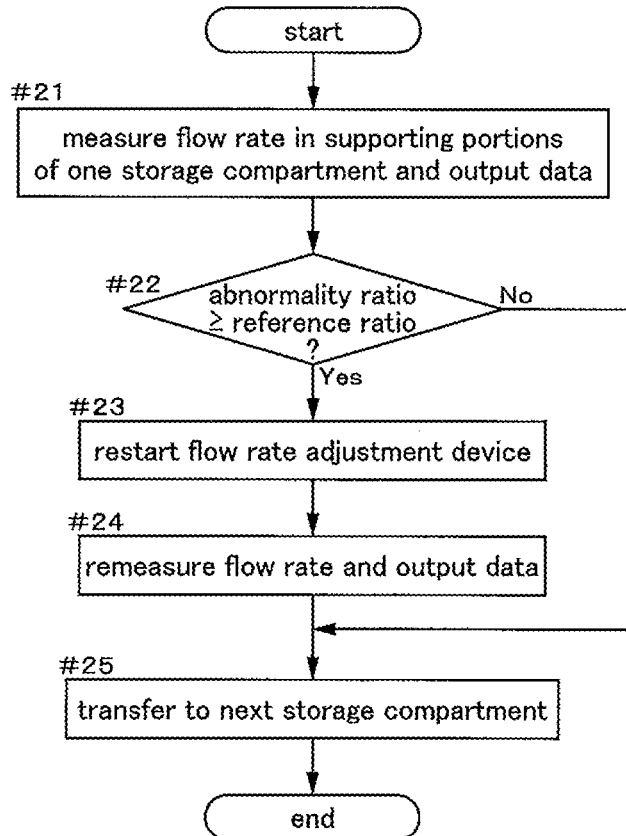 start
#21
measure flow rate in supporting portions
of one storage compartment and output data
#22
abnormality ratio
≧ reference ratio
?
No
Yes
#23
restart flow rate adjustment device
#24
remeasure flow rate and output data
#25
transfer to next storage compartment
end